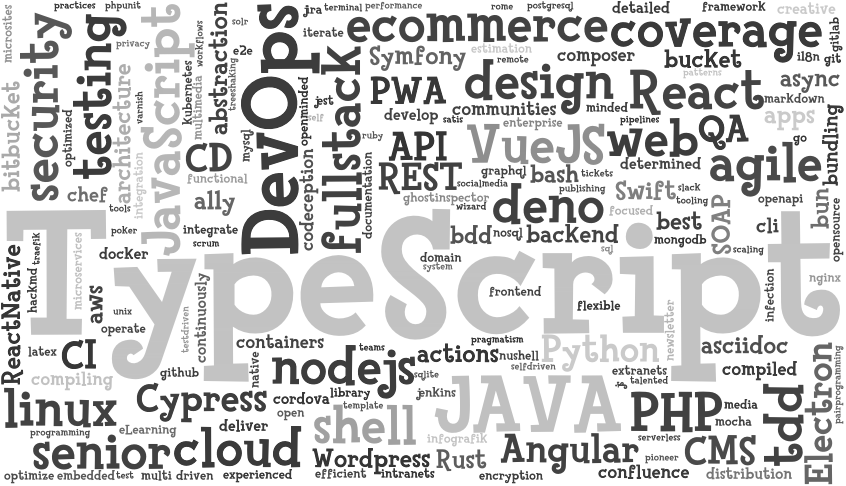 microsites
practices
phpunit
security
testing
privacy
JavaScript
kubernetes
workflows
multimedia
abstraction
solr
e2e
treeshaking
DevOps
jra
terminal
performance
iterate
ecommerce
rome
postgresql
detailed
framework
creative
coverage
Symfony
estimation
remote
composer
bucket
patterns
il8n
git
gitlab
async
markdown
bitbucket
optimized
architecture
varnish
integration
CD
functional
mysql
jest
self
openminded
fullstack
codeception
documentation
ruby
PWA
develop
satis
design
communities
minded
enterprise
pipelines
React
apps
API
REST
VueJS
web
QA
go
bundling
agile
chef
tools
a11y
graphql
bash
tickets
determined
socialmedia
publishing
ghostinspector
wizard
deno
Swift
slack
tooling
focused
openapi
bun
opensource
poker
integrate
scrum
bdd
nosql
backend
best
mongodb
SOAP
cli
scaling
sql
TypeScript
ReactNative
hackmd
traefik
microservices
docker
aws
unix
operate
testdriven
continuously
domain
system
frontend
flexible
infection
nginx
newsletter
latex
CI
compiling
github
containers
native
teams
nodejs
sqlite
actions
pragmatism
nushell
selfdriven
Python
extranets
talented
asciidoc
compiled
linux
programming
eLearning
Cypress
deliver
cordova
open
library
template
jenkins
shell
JAVA
infografik
PHP
media
mocha
serverless
tdd
Electron
pairprogramming
senior
cloud
Wordpress
Rust
Angular
pioneer
CMS
optimize
embedded
test
multi
driven
experienced
efficient
intranets
encryption
confluence
distribution